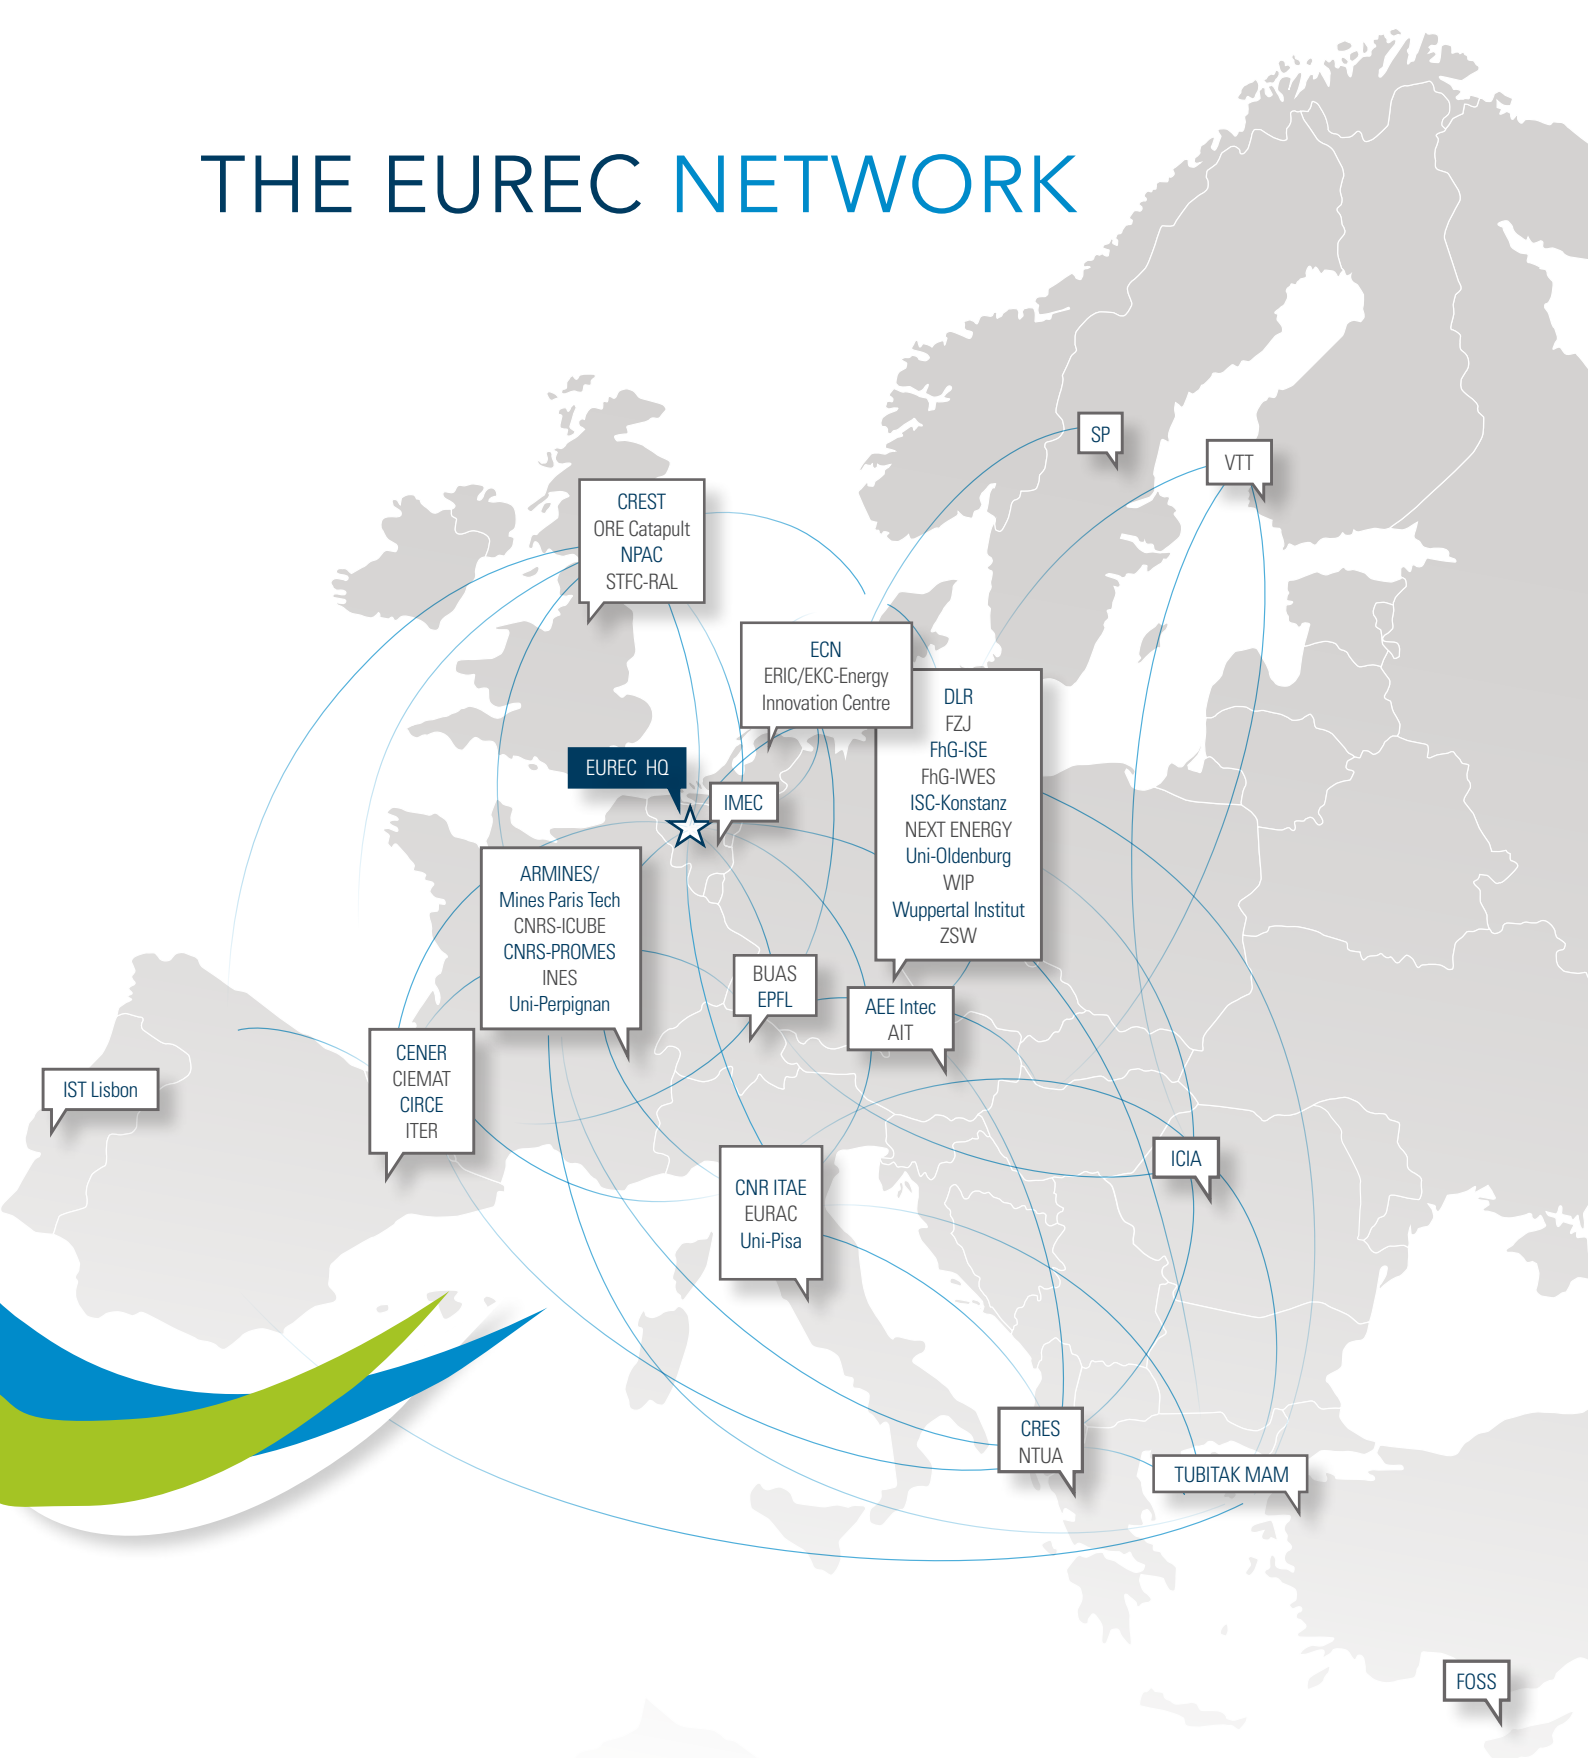 THE EUREC NETWORK
SP
VTT
CREST
ORE Catapult
NPAC
STFC-RAL
ECN
ERIC/EKC-Energy
Innovation Centre
DLR
FZJ
FhG-ISE
FhG-IWES
ISC-Konstanz
NEXT ENERGY
Uni-Oldenburg
WIP
Wuppertal Institut
ZSW
EUREC HQ
IMEC
ARMINES/
Mines Paris Tech
CNRS-ICUBE
CNRS-PROMES
INES
Uni-Perpignan
BUAS
EPFL
AEE Intec
AIT
CENER
CIEMAT
CIRCE
ITER
IST Lisbon
CNR ITAE
EURAC
Uni-Pisa
ICIA
CRES
NTUA
TUBITAK MAM
FOSS